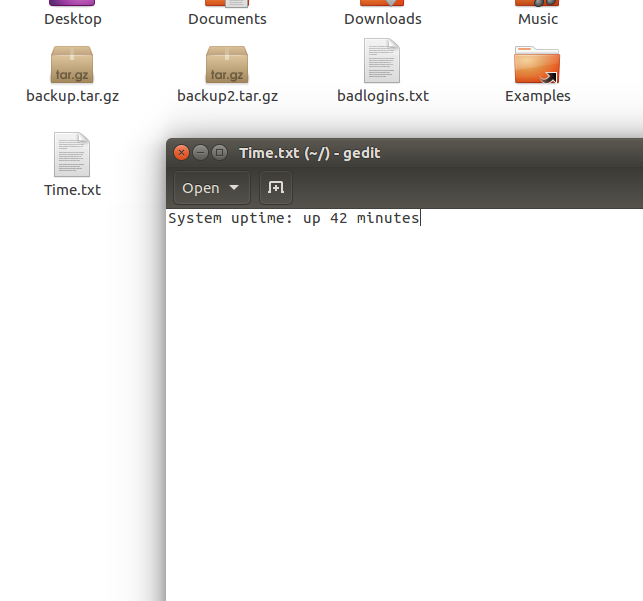 Desktop Documents Downloads Music
tar.gz tar.gz
backup.tar.gz backup2.tar.gz badlogins.txt Examples
Time.txt
Time.txt (~/) - gedit
Open
System uptime: up 42 minutes